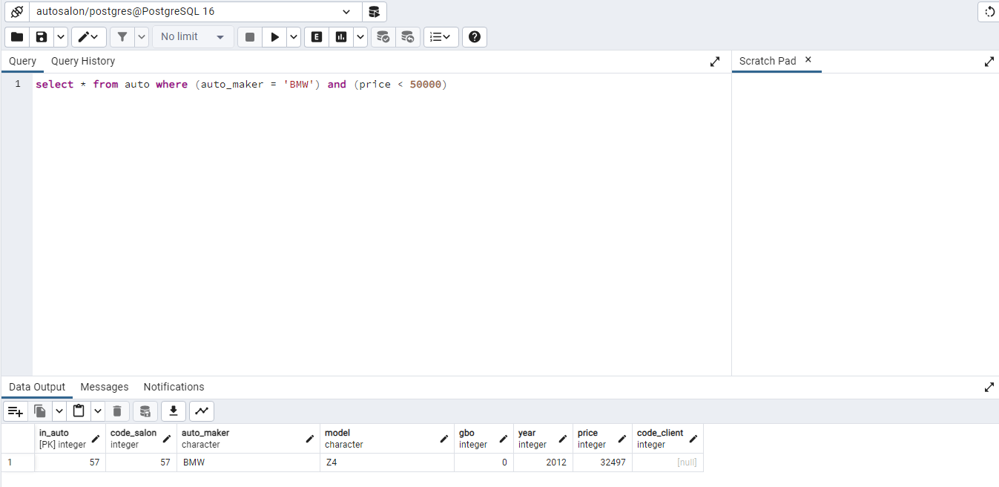 autosalon/postgres@PostgreSQL 16
No limit
E
Query Query History
Scratch Pad
1 select * from auto where (auto_maker = 'BMW') and (price < 50000)
Data Output Messages Notifications
in_auto code_salon auto_maker model gbo year price code_client
[PK] integer integer character character integer integer integer integer
1 57 57 BMW Z4 0 2012 32497 [null]